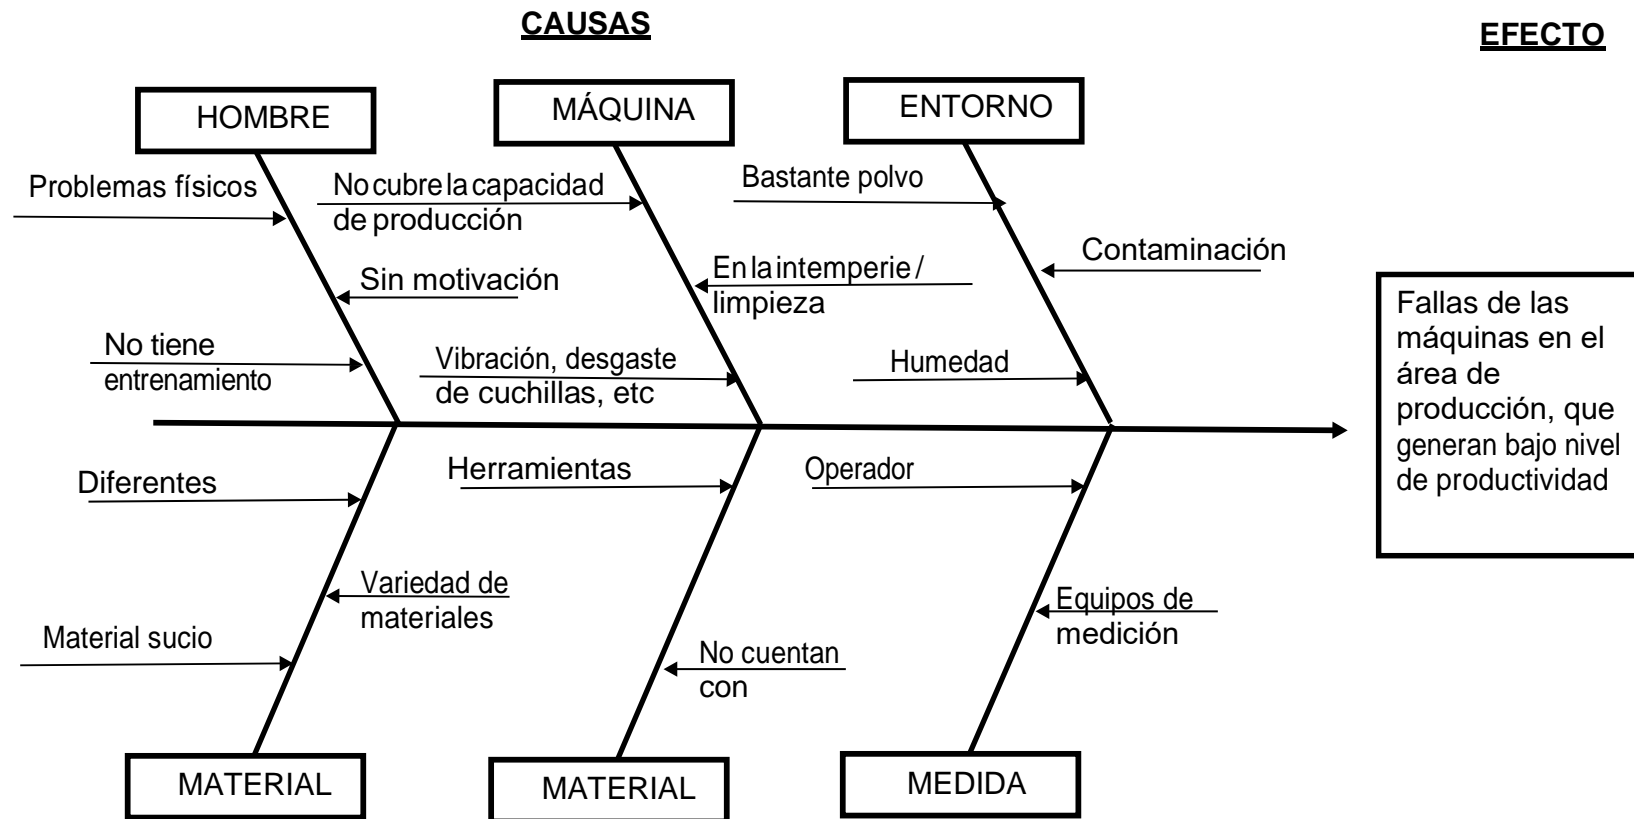 CAUSAS
EFECTO
HOMBRE
MÁQUINA
ENTORNO
Problemas físicos
No cubre la capacidad
de producción
Bastante polvo
Sin motivación
En la intemperie /
limpieza
Contaminación
No tiene
entrenamiento
Vibración, desgaste
de cuchillas, etc
Humedad
Fallas de las
máquinas en el
área de
producción, que
generan bajo nivel
de productividad
Diferentes
Herramientas
Operador
Variedad de
materiales
Equipos de
medición
Material sucio
No cuentan
con
MATERIAL
MATERIAL
MEDIDA